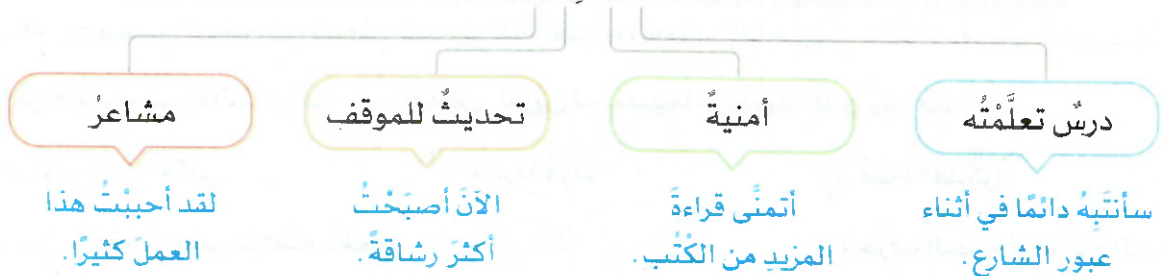 درسٌ تعلَّمْتُه
أمنيةٌ
تحديثٌ للموقف
مشاعرُ
سأنتَبِهُ دائمًا في أثناء
عبور الشارع.
أتمنَّى قراءةَ
المزيدِ من الكُتُب.
الآنَ أصبَحْتُ
أكثرَ رشاقةً.
لقد أحببْتُ هذا
العمل كثيرًا.